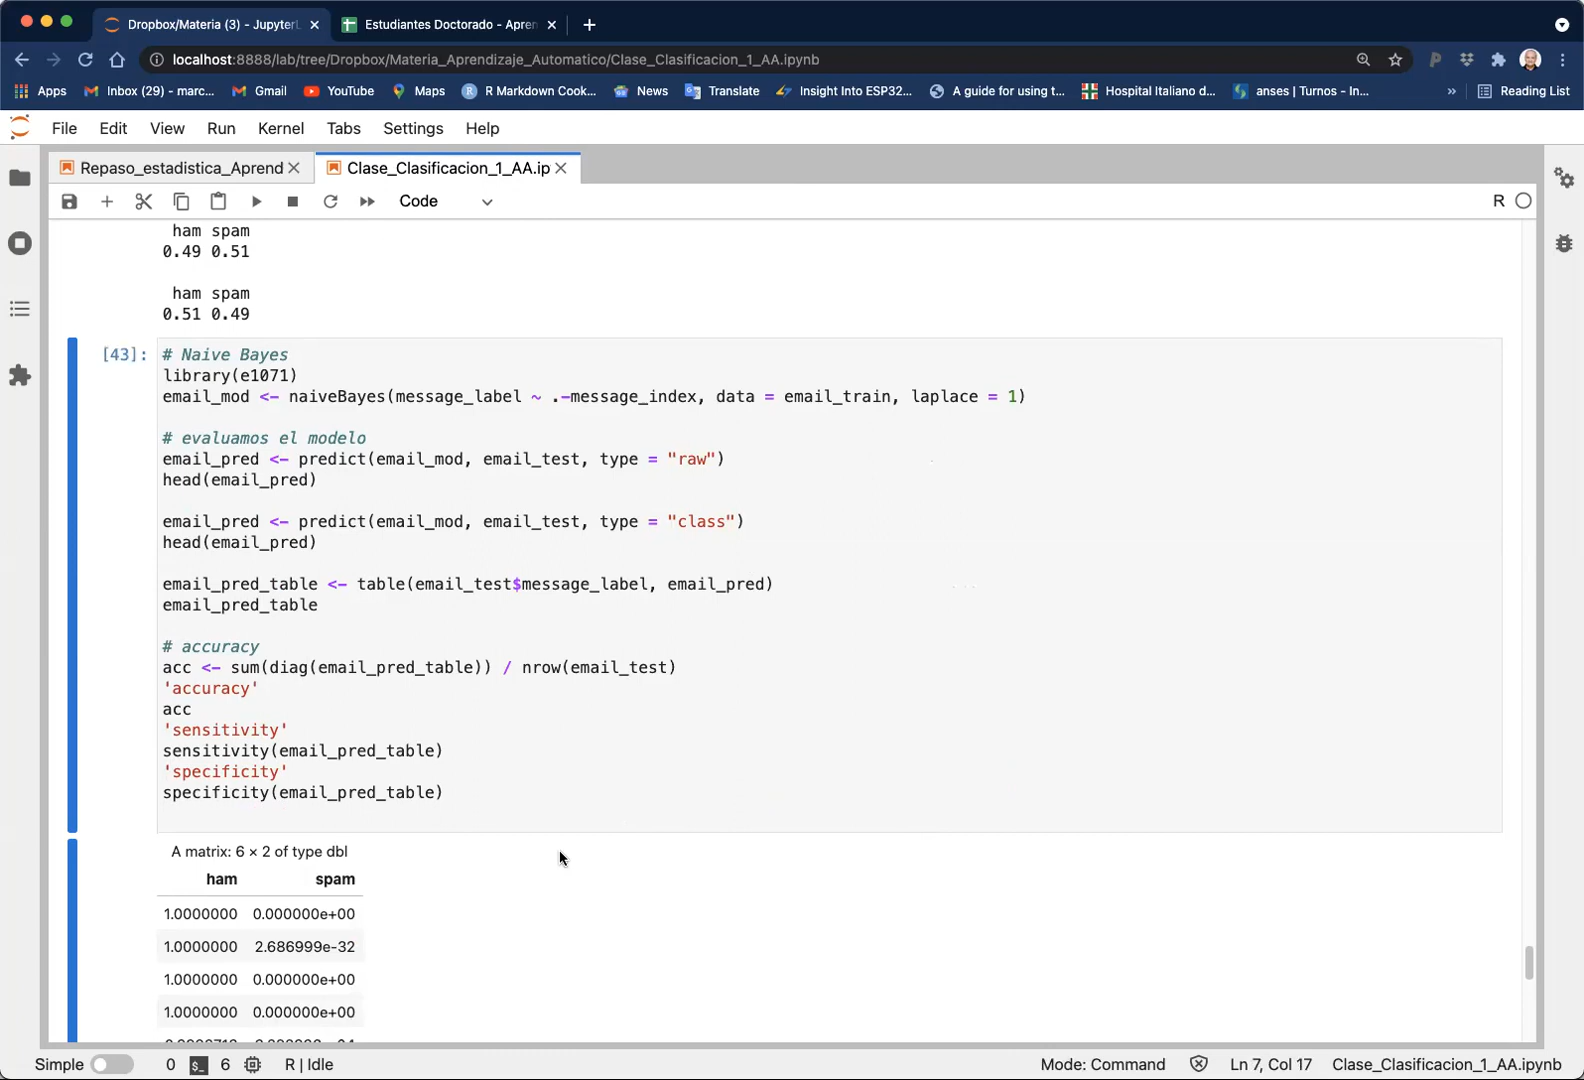 Dropbox/Materia (3) - JupyterL
Estudiantes Doctorado - Apren
localhost:8888/lab/tree/Dropbox/Materia_Aprendizaje_Automatico/Clase_Clasificacion_1_AA.ipynb
Apps
Inbox (29) - marc...
Gmail
YouTube
Maps
R Markdown Cook...
News
Translate
Insight Into ESP32...
A guide for using t...
Hospital Italiano d...
anses | Turnos - In...
»
Reading List
File Edit View Run Kernel Tabs Settings Help
Repaso_estadistica_Aprend
Clase_Clasificacion_1_AA.ip
Code
R
ham spam
0.49 0.51
ham spam
0.51 0.49
[43]:
# Naive Bayes
library(e1071)
email_mod <- naiveBayes(message_label ~ .-message_index, data = email_train, laplace = 1)
# evaluamos el modelo
email_pred <- predict(email_mod, email_test, type = "raw")
head(email_pred)
email_pred <- predict(email_mod, email_test, type = "class")
head(email_pred)
email_pred_table <- table(email_test$message_label, email_pred)
email_pred_table
# accuracy
acc <- sum(diag(email_pred_table)) / nrow(email_test)
'accuracy'
acc
'sensitivity'
sensitivity(email_pred_table)
'specificity'
specificity(email_pred_table)
A matrix: 6 × 2 of type dbl
ham spam
1.0000000 0.000000e+00
1.0000000 2.686999e-32
1.0000000 0.000000e+00
1.0000000 0.000000e+00
Simple 0 $_ 6 R | Idle Mode: Command Ln 7, Col 17 Clase_Clasificacion_1_AA.ipynb